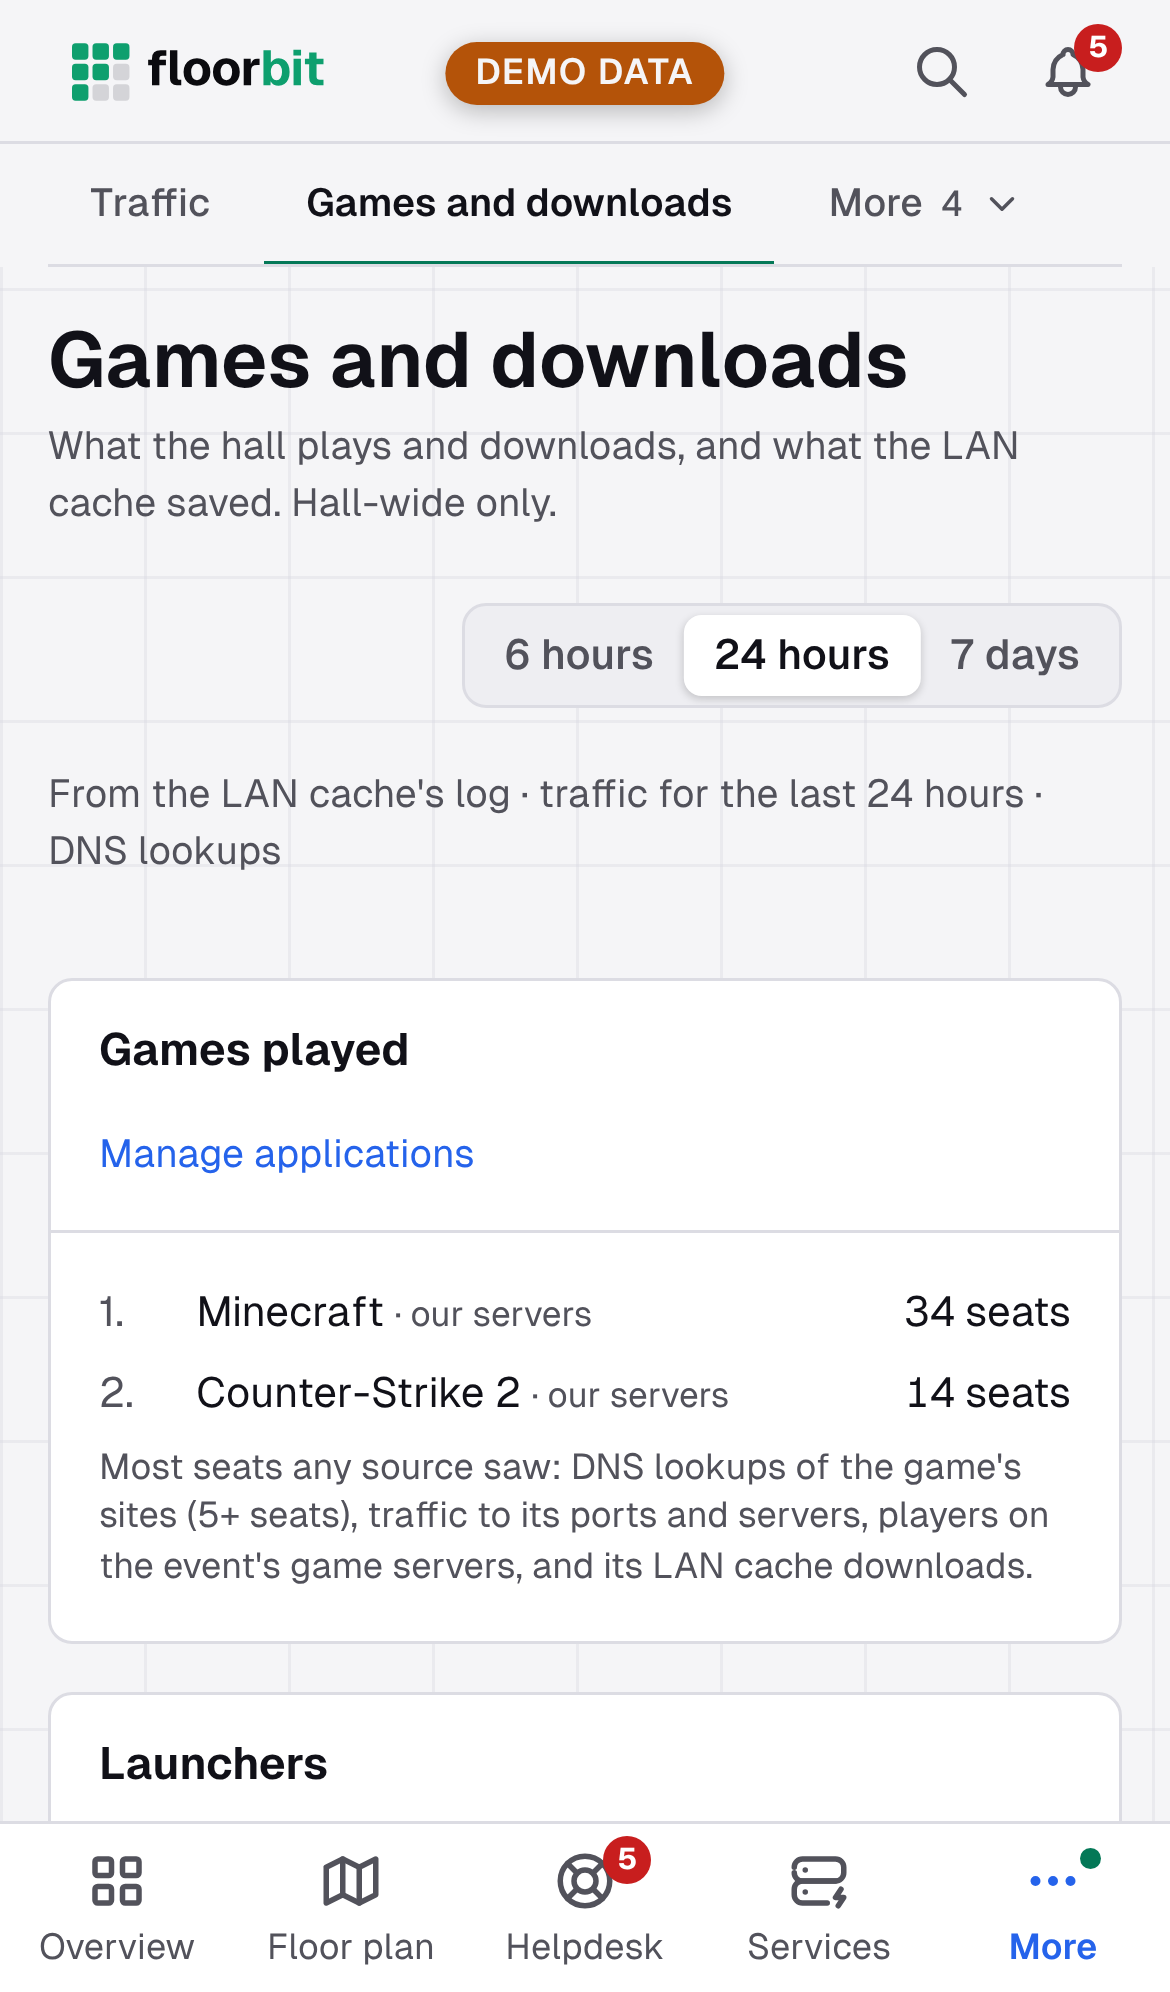 floorbit
DEMO DATA
5
Traffic
Games and downloads
More 4
Games and downloads
What the hall plays and downloads, and what the LAN
cache saved. Hall-wide only.
6 hours
24 hours
7 days
From the LAN cache's log · traffic for the last 24 hours ·
DNS lookups
Games played
Manage applications
1. Minecraft · our servers 34 seats
2. Counter-Strike 2 · our servers 14 seats
Most seats any source saw: DNS lookups of the game's
sites (5+ seats), traffic to its ports and servers, players on
the event's game servers, and its LAN cache downloads.
Launchers
5
Overview
Floor plan
Helpdesk
Services
More